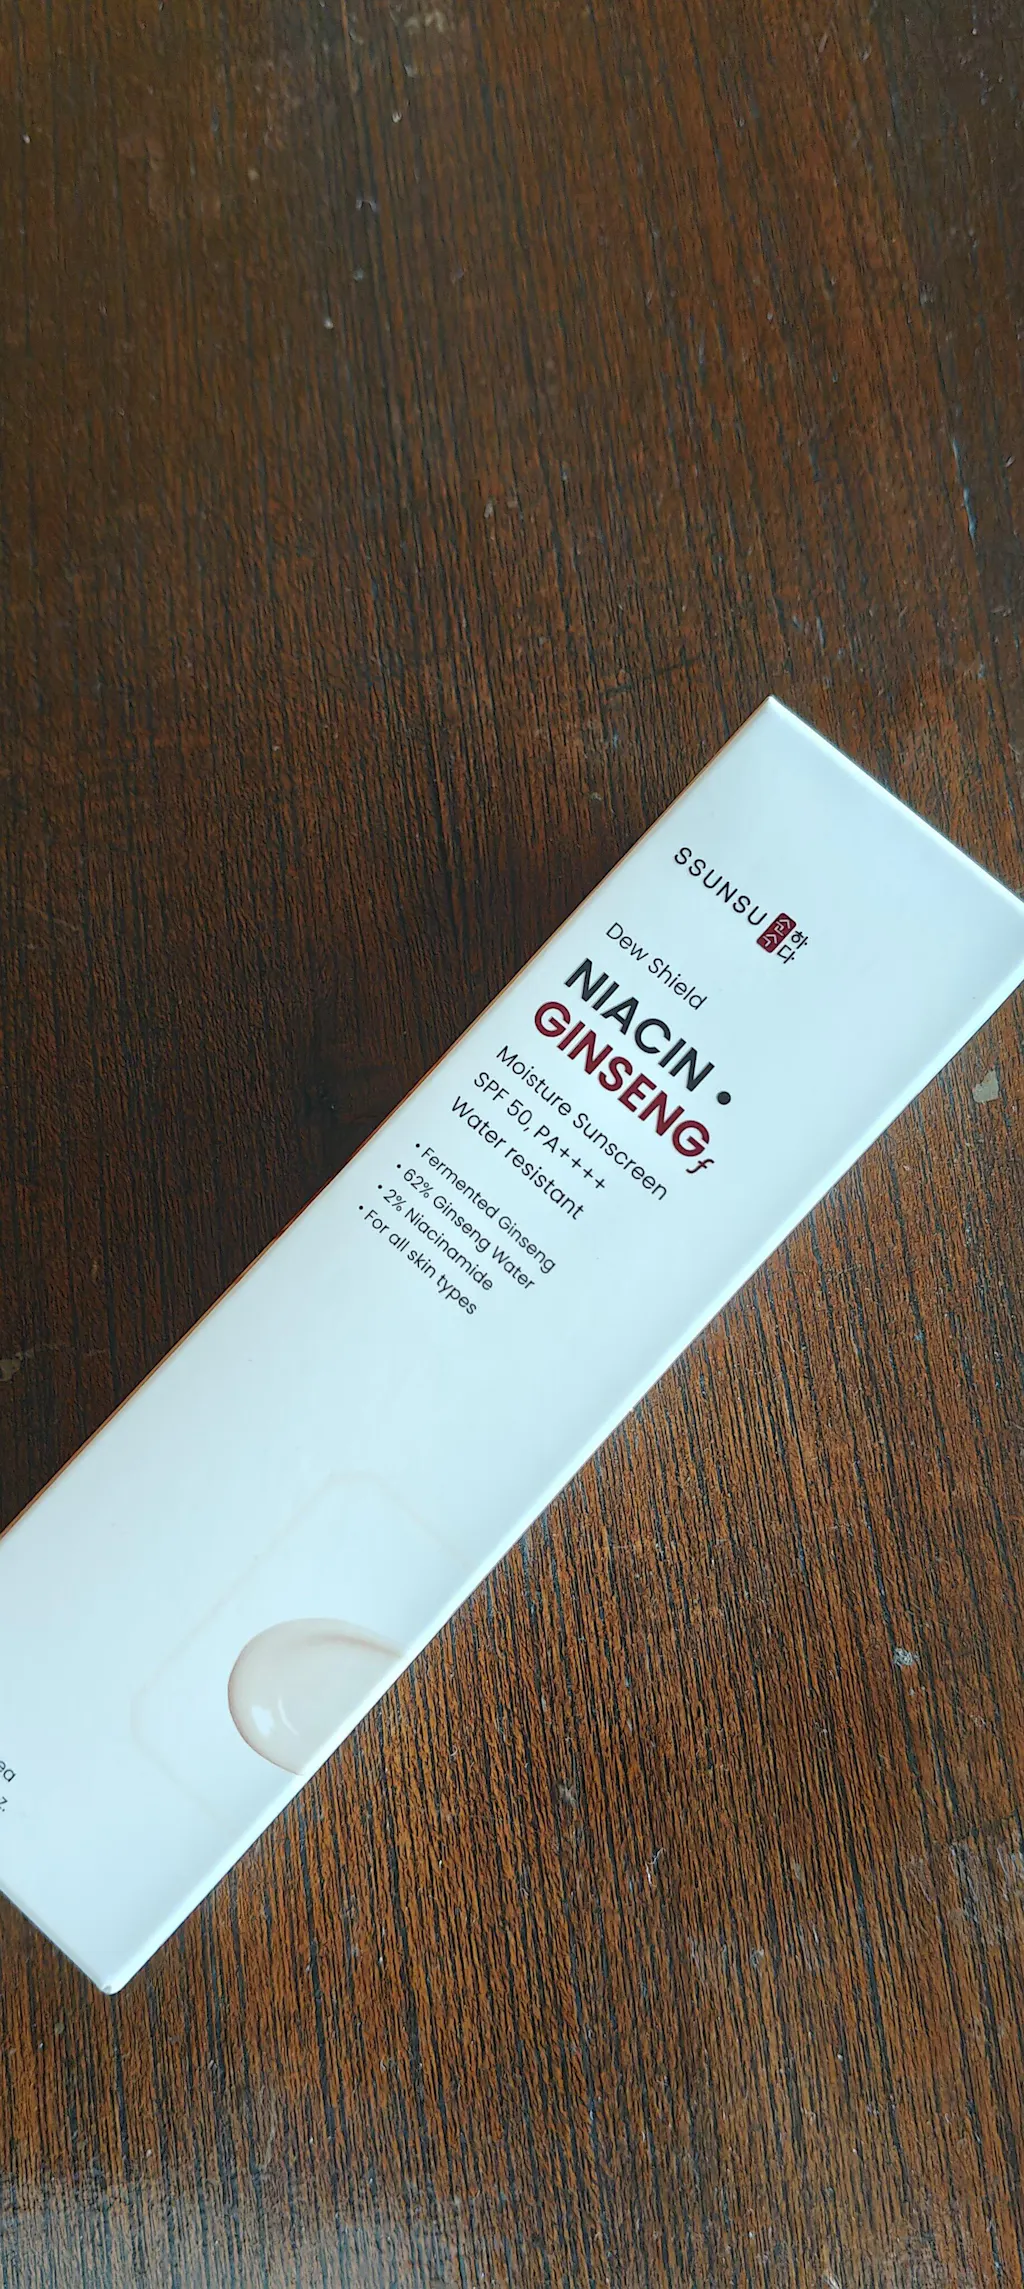 SSUNSU 순수하다
Dew Shield
NIACIN •
GINSENGf
Moisture Sunscreen
SPF 50, PA++++
Water resistant
• Fermented Ginseng
• 62% Ginseng Water
• 2% Niacinamide
• For all skin types